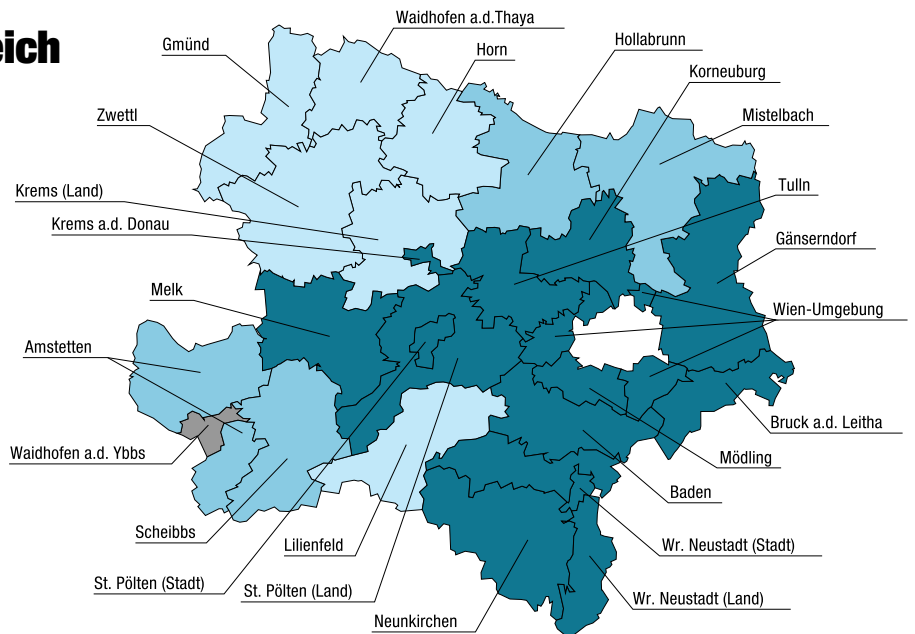 eich
Waidhofen a.d.Thaya
Gmünd
Horn
Hollabrunn
Korneuburg
Zwettl
Mistelbach
Krems (Land)
Tulln
Krems a.d. Donau
Gänserndorf
Melk
Wien-Umgebung
Amstetten
Bruck a.d. Leitha
Waidhofen a.d. Ybbs
Mödling
Baden
Scheibbs
Lilienfeld
Wr. Neustadt (Stadt)
St. Pölten (Stadt)
St. Pölten (Land)
Wr. Neustadt (Land)
Neunkirchen